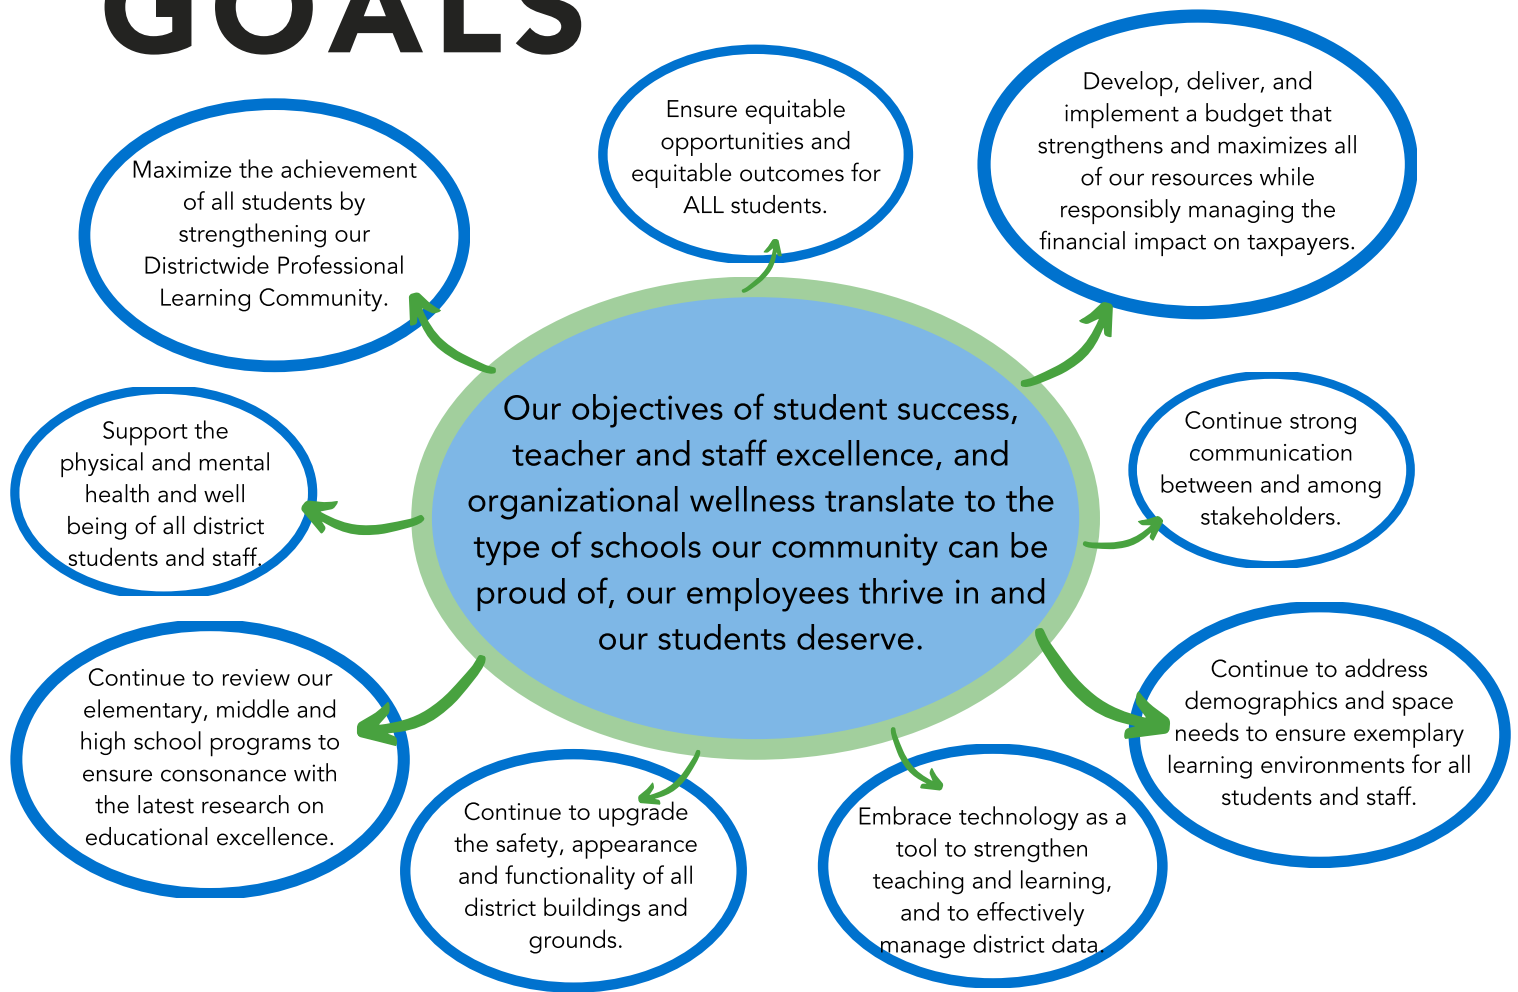 GOALS
Maximize the achievement
of all students by
strengthening our
Districtwide Professional
Learning Community.
Ensure equitable
opportunities and
equitable outcomes for
ALL students.
Develop, deliver, and
implement a budget that
strengthens and maximizes all
of our resources while
responsibly managing the
financial impact on taxpayers.
Support the
physical and mental
health and well
being of all district
students and staff.
Our objectives of student success,
teacher and staff excellence, and
organizational wellness translate to the
type of schools our community can be
proud of, our employees thrive in and
our students deserve.
Continue strong
communication
between and among
stakeholders.
Continue to review our
elementary, middle and
high school programs to
ensure consonance with
the latest research on
educational excellence.
Continue to upgrade
the safety, appearance
and functionality of all
district buildings and
grounds.
Embrace technology as a
tool to strengthen
teaching and learning,
and to effectively
manage district data.
Continue to address
demographics and space
needs to ensure exemplary
learning environments for all
students and staff.